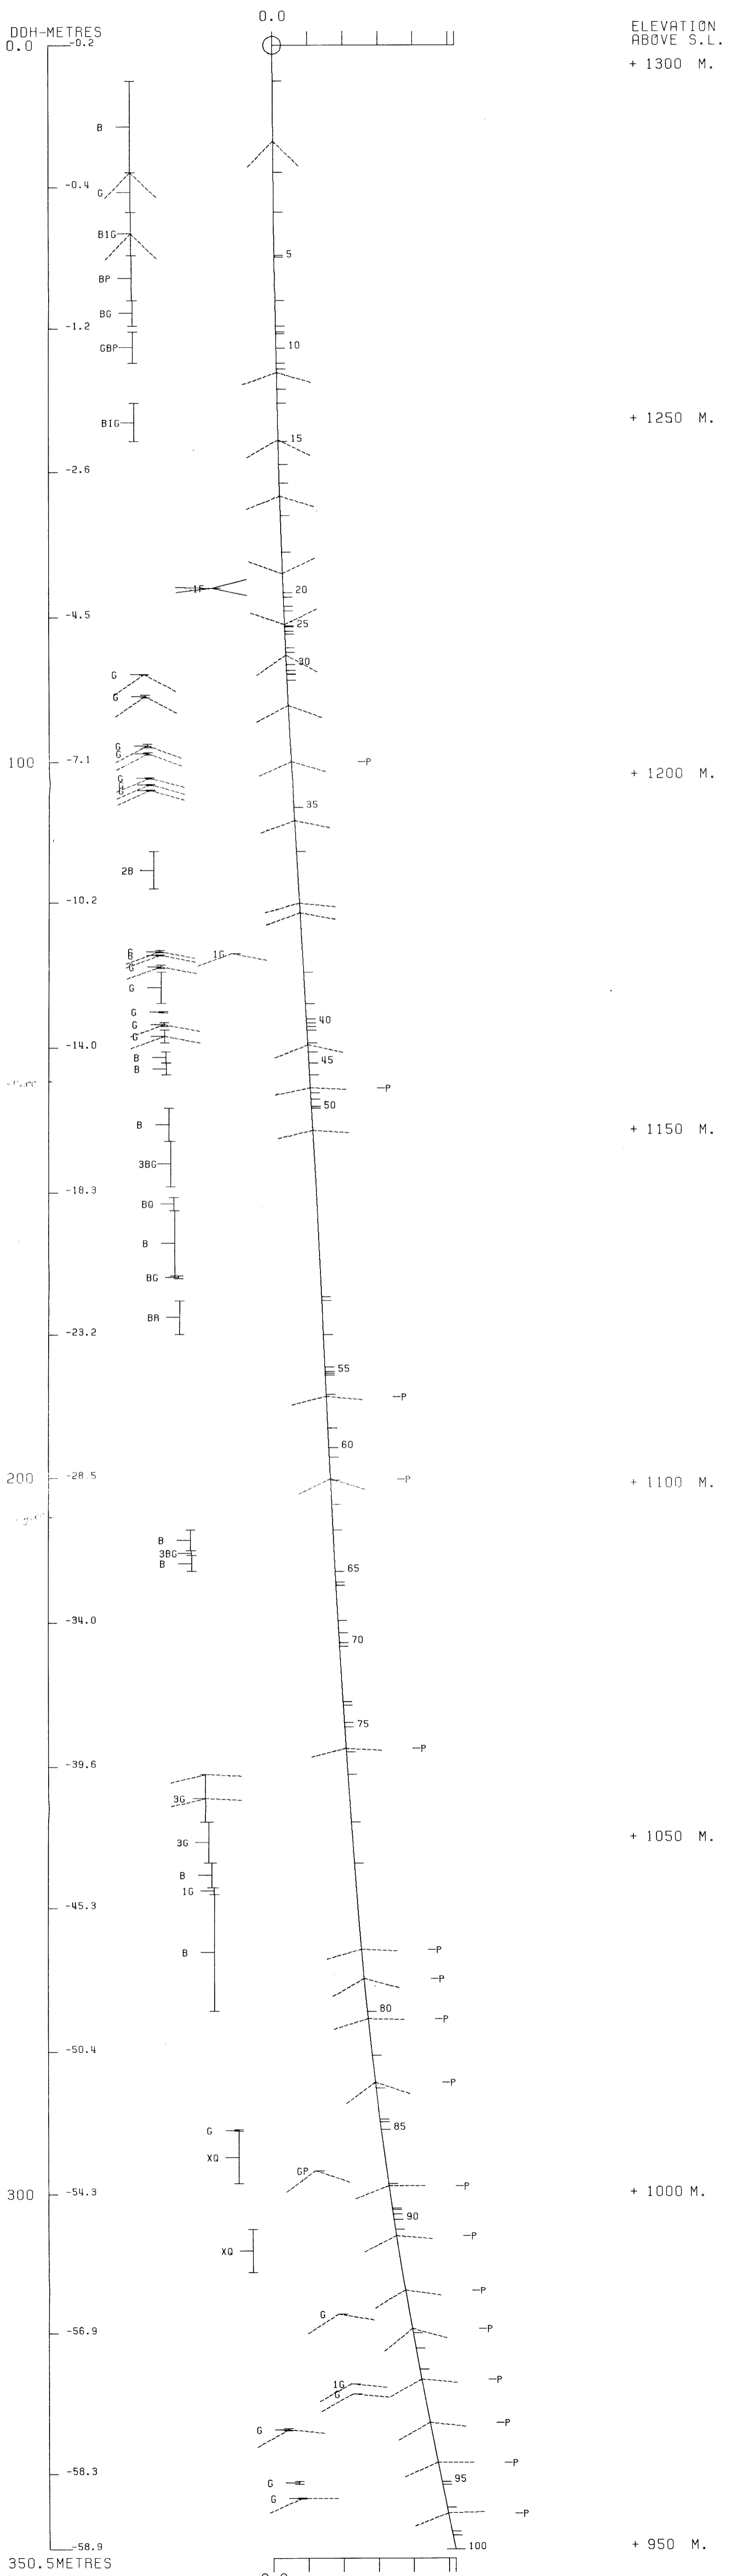 0.0
DDH-METRES
ELEVATION
ABOVE S.L.
0.0 -0.2
+ 1300 M.
B
-0.4
G
B1G
5
BP
BG
-1.2
GBP
10
BIG
+ 1250 M.
15
-2.6
1F
20
-4.5
25
30
G
G
G
G
100 -7.1
P
+ 1200 M.
G
G
G
35
2B
-10.2
G
B
1G
G
G
G
40
G
G
-14.0
45
B
B
P
50
B
+ 1150 M.
3BG
-18.3
BQ
B
BG
BR
-23.2
55
P
60
200 -28.5
P
+ 1100 M.
B
3BG
B
65
-34.0
70
75
P
-39.6
3G
+ 1050 M.
3G
B
1G
-45.3
B
P
P
80
P
-50.4
P
85
G
XQ
GP
P
300 -54.3
+ 1000 M.
90
P
XQ
P
G
P
-56.9
P
1G
G
P
G
P
-58.3
95
G
G
P
-58.9
100
+ 950 M.
350.5METRES